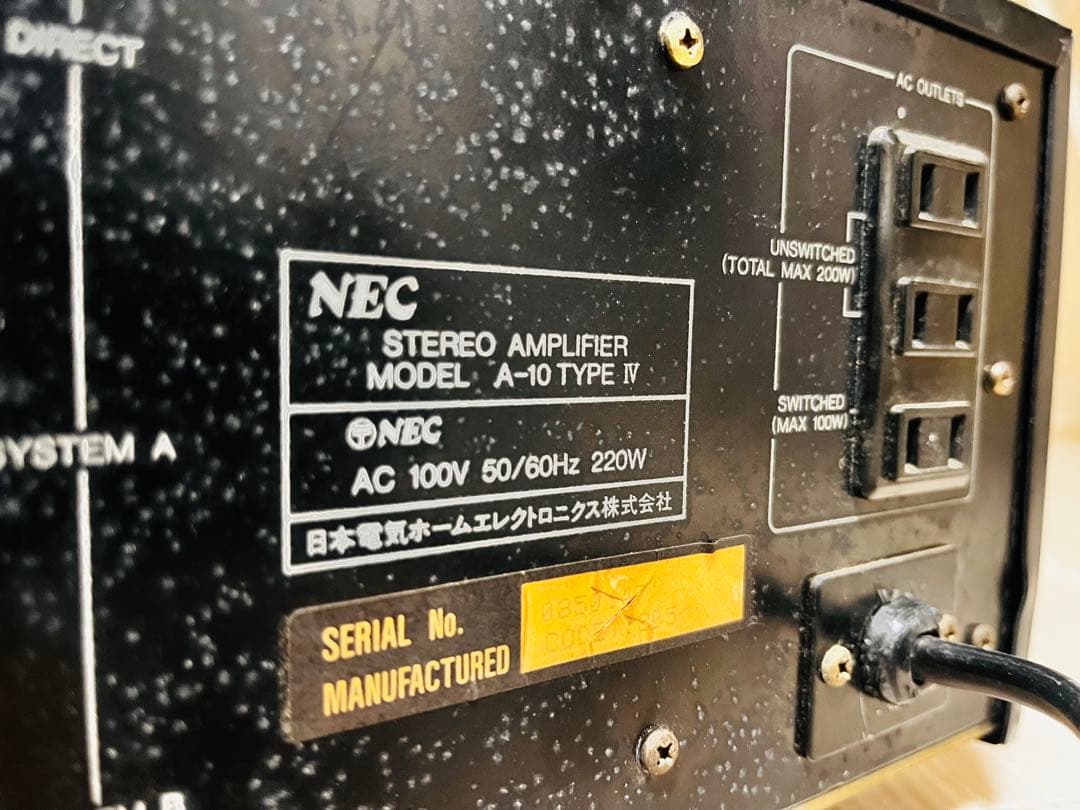 DIRECT
SYSTEM A
NEC
STEREO AMPLIFIER
MODEL A-10 TYPE IV
NEC
AC 100V 50/60Hz 220W
日本電気ホームエレクトロニクス株式会社
SERIAL No.
MANUFACTURED
AC OUTLETS
UNSWITCHED
(TOTAL MAX 200W)
SWITCHED
(MAX 100W)